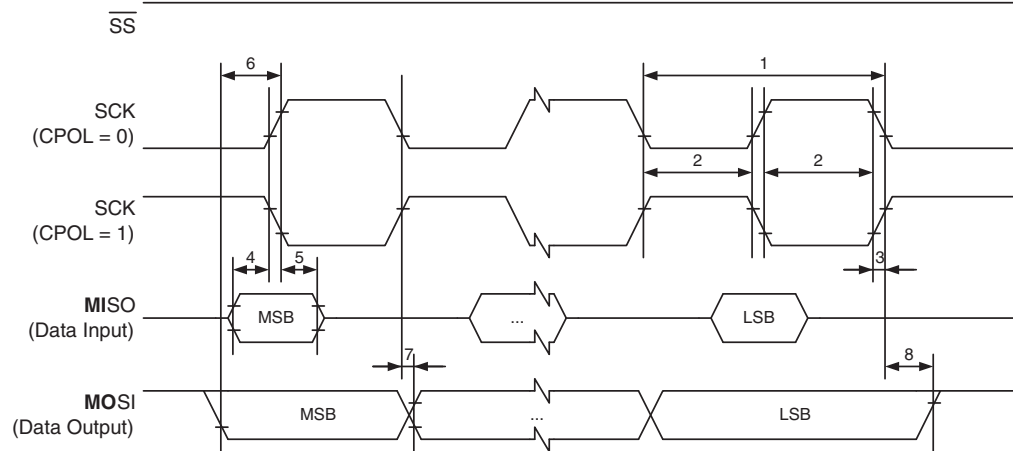 SS
6
1
SCK
(CPOL = 0)
2
2
SCK
(CPOL = 1)
4
5
3
MISO
(Data Input)
MSB
...
LSB
7
8
MOSI
(Data Output)
MSB
...
LSB